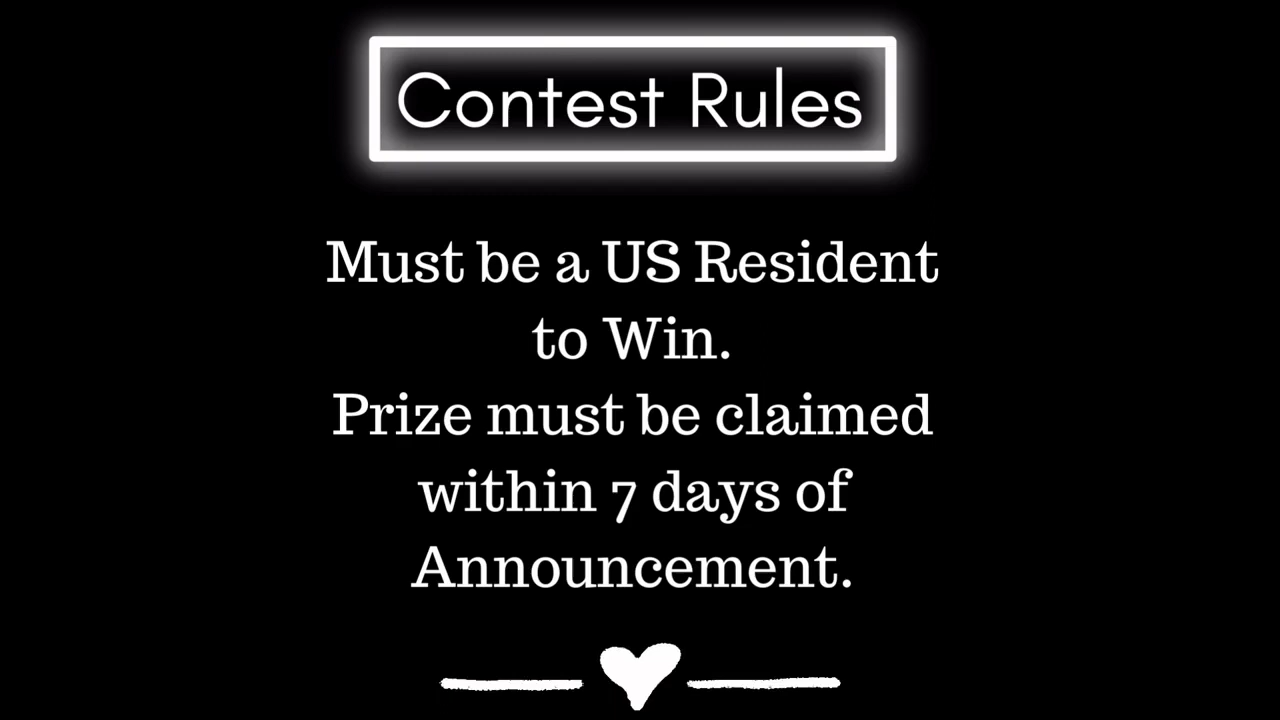 Contest Rules
Must be a US Resident
to Win.
Prize must be claimed
within 7 days of
Announcement.